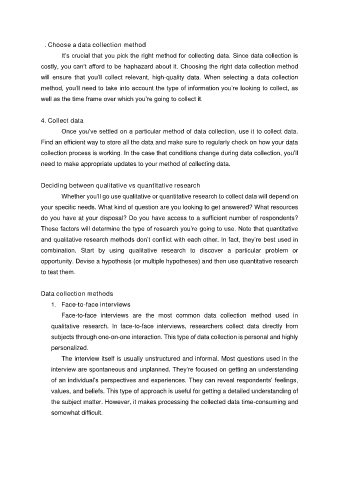 . Choose a data collection method
It's crucial that you pick the right method for collecting data. Since data collection is
costly, you can't afford to be haphazard about it. Choosing the right data collection method
will ensure that you'll collect relevant, high-quality data. When selecting a data collection
method, you'll need to take into account the type of information you're looking to collect, as
well as the time frame over which you're going to collect it.
4. Collect data
Once you've settled on a particular method of data collection, use it to collect data.
Find an efficient way to store all the data and make sure to regularly check on how your data
collection process is working. In the case that conditions change during data collection, you'll
need to make appropriate updates to your method of collecting data.
Deciding between qualitative vs quantitative research
Whether you'll go use qualitative or quantitative research to collect data will depend on
your specific needs. What kind of question are you looking to get answered? What resources
do you have at your disposal? Do you have access to a sufficient number of respondents?
These factors will determine the type of research you're going to use. Note that quantitative
and qualitative research methods don't conflict with each other. In fact, they're best used in
combination. Start by using qualitative research to discover a particular problem or
opportunity. Devise a hypothesis (or multiple hypotheses) and then use quantitative research
to test them.
Data collection methods
1. Face-to-face interviews
Face-to-face interviews are the most common data collection method used in
qualitative research. In face-to-face interviews, researchers collect data directly from
subjects through one-on-one interaction. This type of data collection is personal and highly
personalized.
The interview itself is usually unstructured and informal. Most questions used in the
interview are spontaneous and unplanned. They're focused on getting an understanding
of an individual's perspectives and experiences. They can reveal respondents' feelings,
values, and beliefs. This type of approach is useful for getting a detailed understanding of
the subject matter. However, it makes processing the collected data time-consuming and
somewhat difficult.